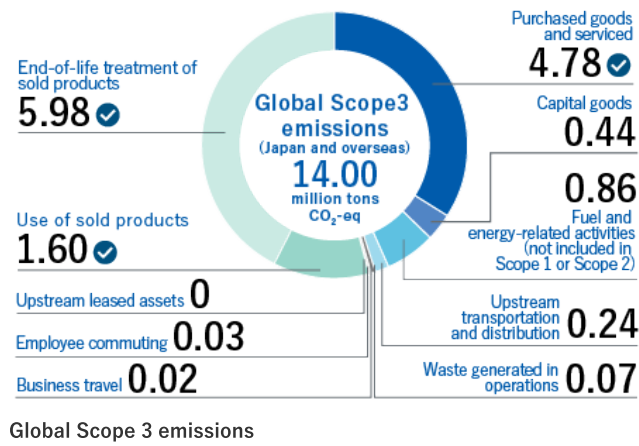 Purchased goods
and serviced
4.78
Capital goods
0.44
0.86
Fuel and
energy-related activities
(not included in
Scope 1 or Scope 2)
Upstream
transportation
and distribution 0.24
Waste generated in
operations 0.07
End-of-life treatment of
sold products
5.98
Use of sold products
1.60
Upstream leased assets 0
Employee commuting 0.03
Business travel 0.02
Global Scope3
emissions
(Japan and overseas)
14.00
million tons
CO₂-eq
Global Scope 3 emissions